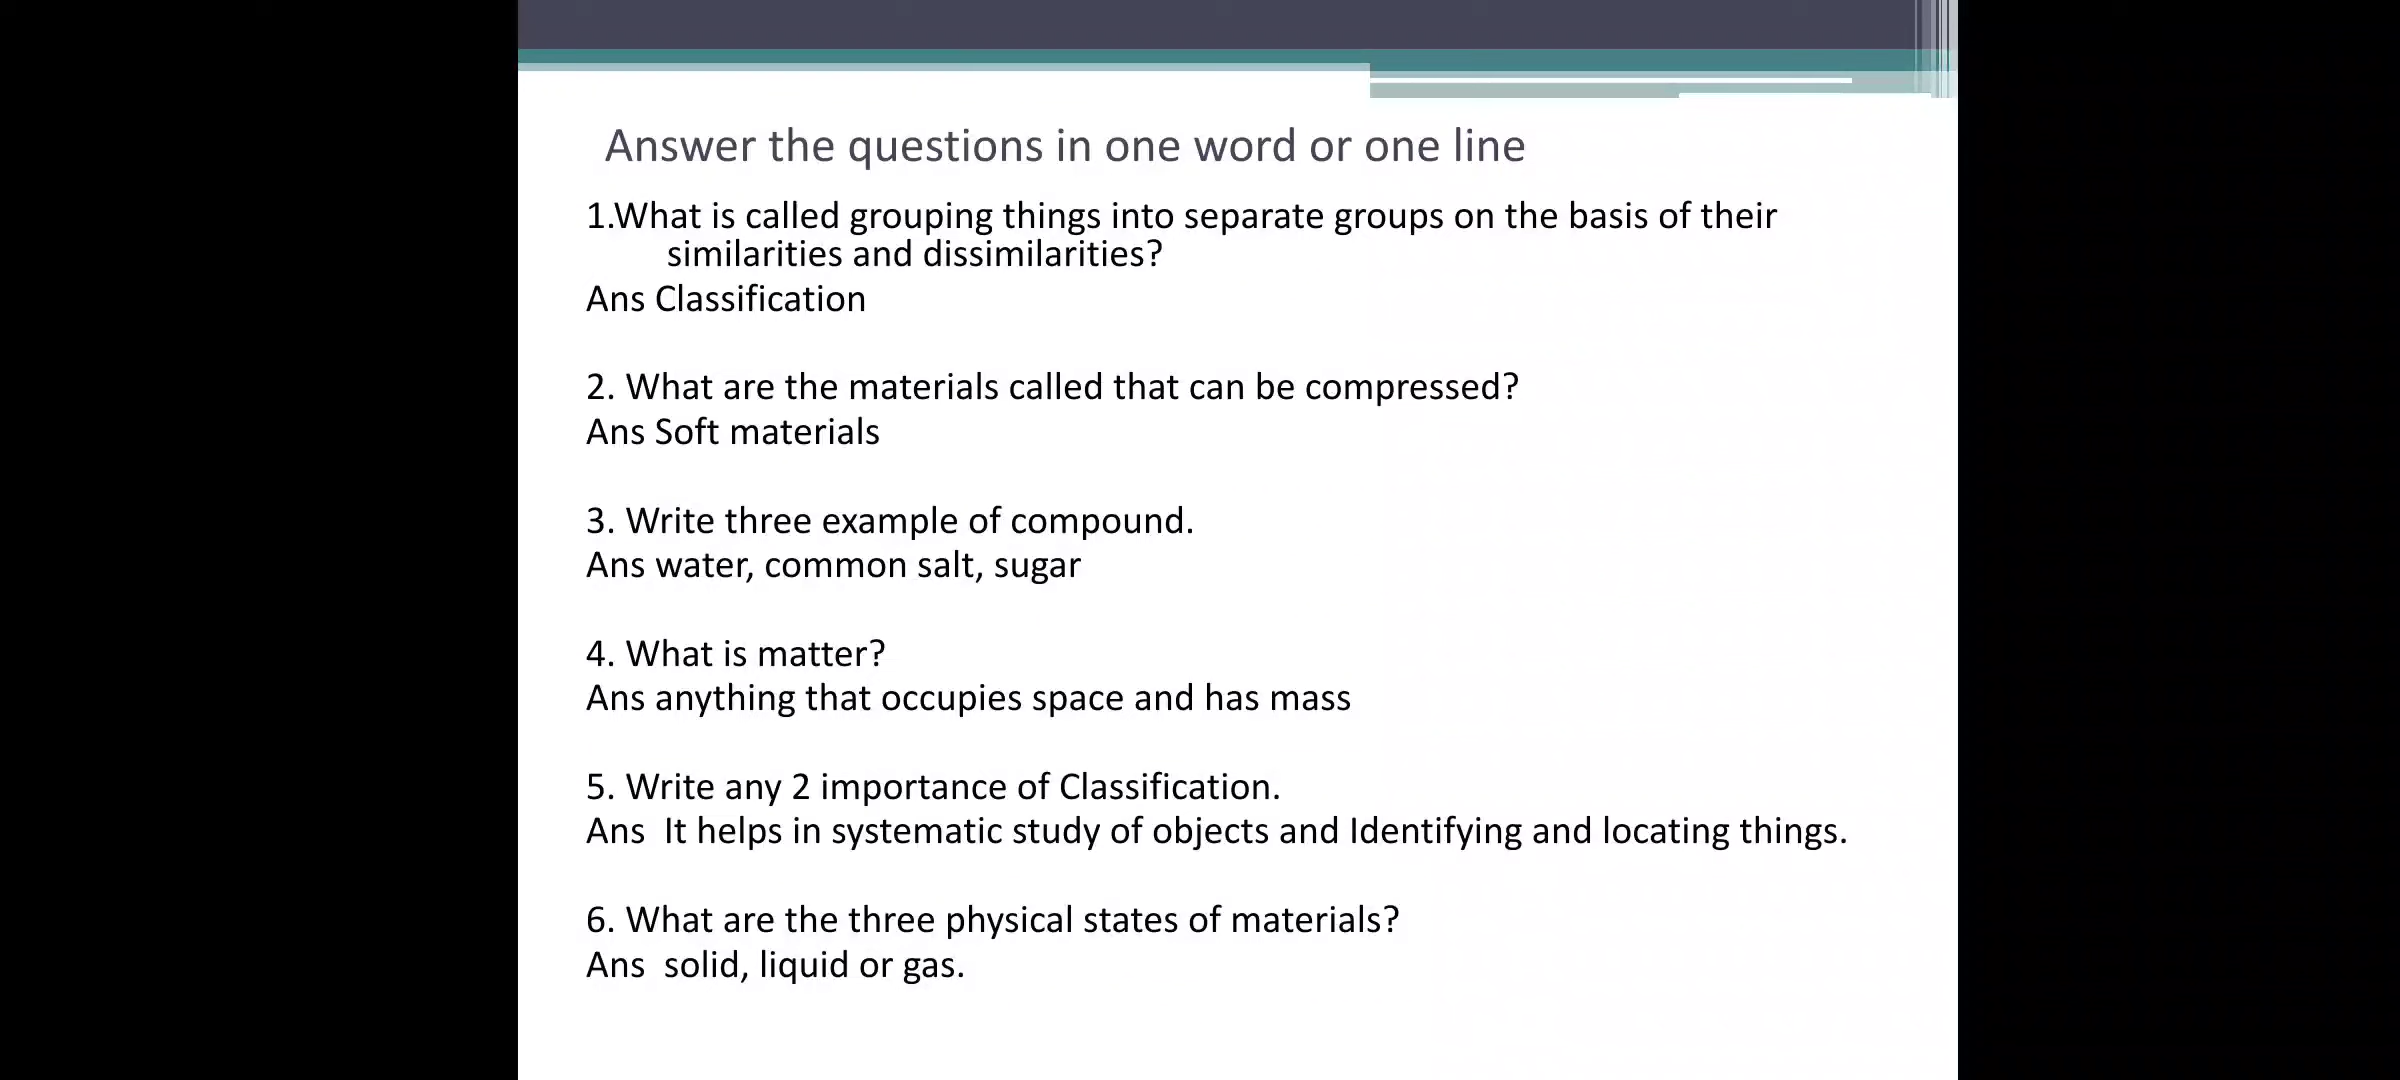 Answer the questions in one word or one line
1.What is called grouping things into separate groups on the basis of their
similarities and dissimilarities?
Ans Classification
2. What are the materials called that can be compressed?
Ans Soft materials
3. Write three example of compound.
Ans water, common salt, sugar
4. What is matter?
Ans anything that occupies space and has mass
5. Write any 2 importance of Classification.
Ans  It helps in systematic study of objects and Identifying and locating things.
6. What are the three physical states of materials?
Ans  solid, liquid or gas.